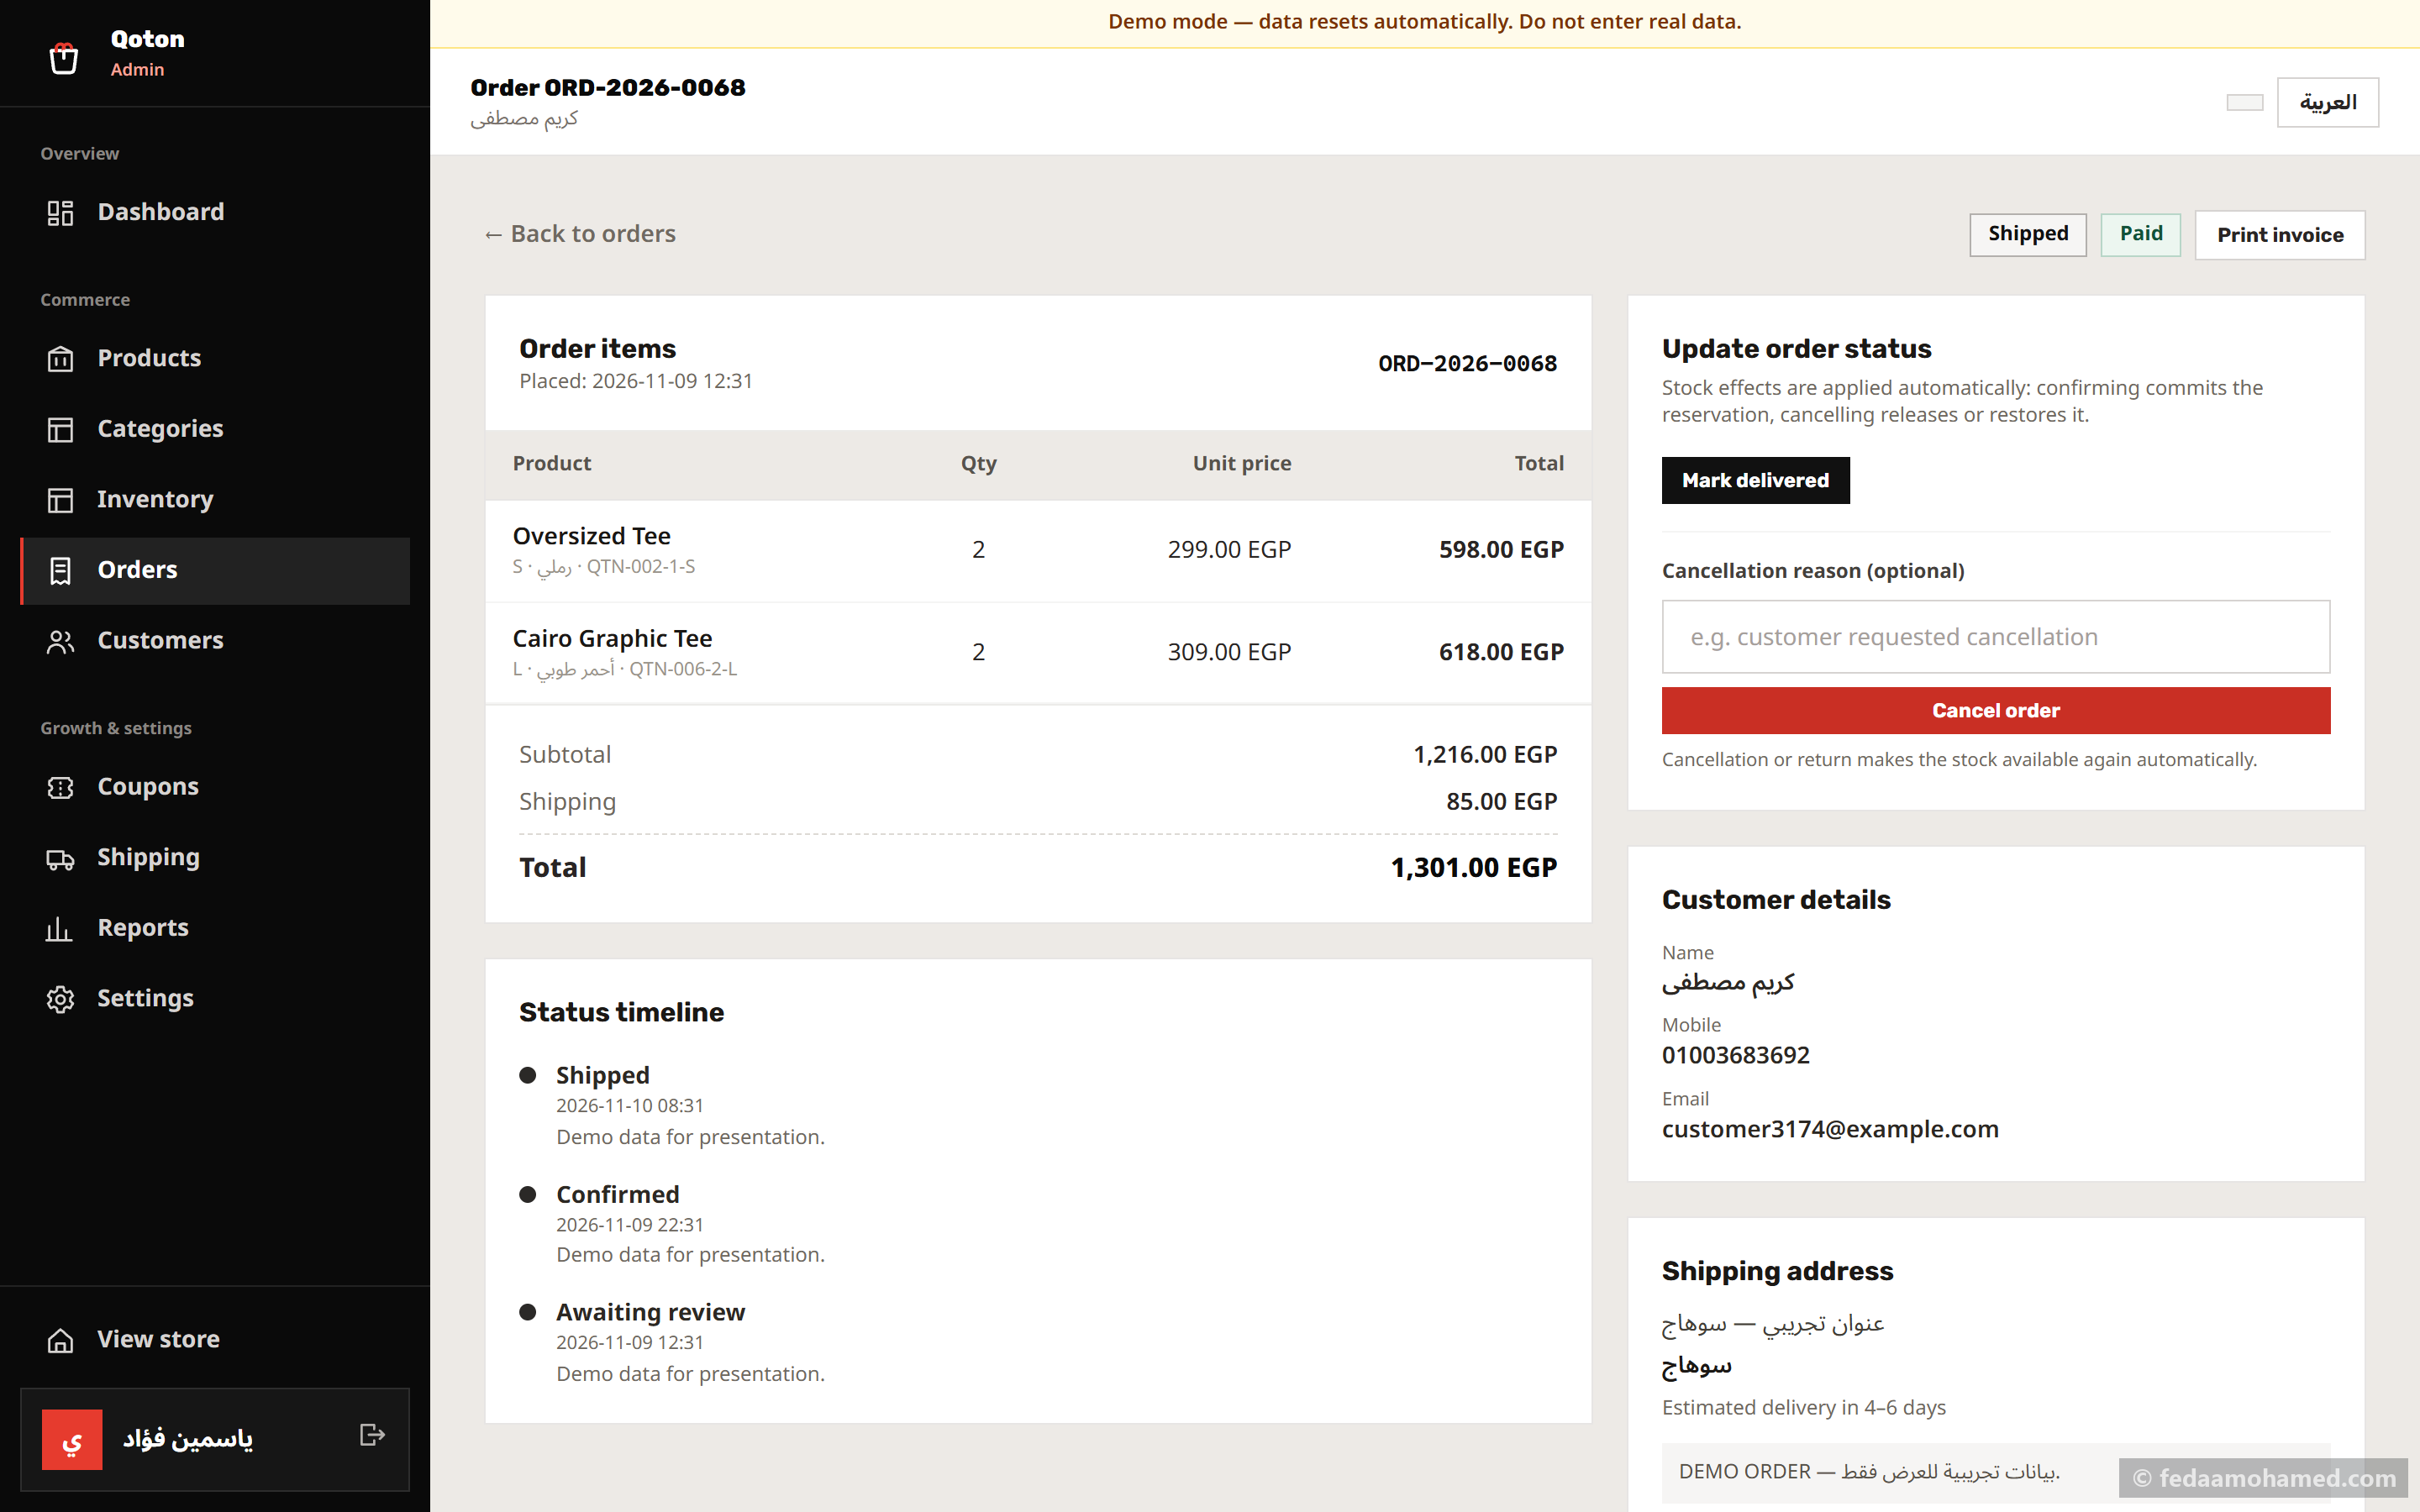 Qoton
Admin
Overview
Dashboard
Commerce
Products
Categories
Inventory
Orders
Customers
Growth & settings
Coupons
Shipping
Reports
Settings
View store
ي
ياسمين فؤاد
Demo mode — data resets automatically. Do not enter real data.
Order ORD-2026-0068
كريم مصطفى
العربية
← Back to orders
Shipped
Paid
Print invoice
Order items
Placed: 2026-11-09 12:31
ORD-2026-0068
Product Qty Unit price Total
Oversized Tee 2 299.00 EGP 598.00 EGP
S · رملي · QTN-002-1-S
Cairo Graphic Tee 2 309.00 EGP 618.00 EGP
L · أحمر طوبي · QTN-006-2-L
Subtotal 1,216.00 EGP
Shipping 85.00 EGP
Total 1,301.00 EGP
Status timeline
Shipped
2026-11-10 08:31
Demo data for presentation.
Confirmed
2026-11-09 22:31
Demo data for presentation.
Awaiting review
2026-11-09 12:31
Demo data for presentation.
Update order status
Stock effects are applied automatically: confirming commits the
reservation, cancelling releases or restores it.
Mark delivered
Cancellation reason (optional)
e.g. customer requested cancellation
Cancel order
Cancellation or return makes the stock available again automatically.
Customer details
Name
كريم مصطفى
Mobile
01003683692
Email
customer3174@example.com
Shipping address
عنوان تجريبي — سوهاج
سوهاج
Estimated delivery in 4–6 days
DEMO ORDER — بيانات تجريبية للعرض فقط.
© fedaamohamed.com